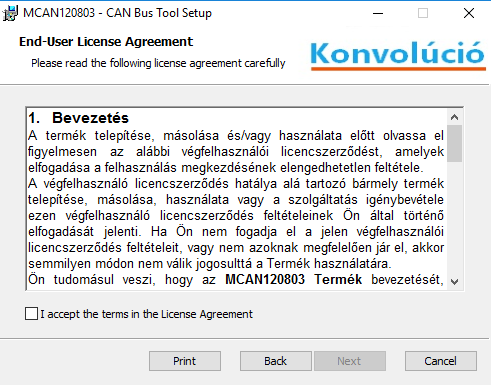 MCAN120803 - CAN Bus Tool Setup
End-User License Agreement
Please read the following license agreement carefully
Konvolúció
1. Bevezetés
A termék telepítése, másolása és/vagy használata előtt olvassa el
figyelmesen az alábbi végfelhasználói licencszerződést, amelyek
elfogadása a felhasználás megkezdésének elengedhetetlen feltétele.
A végfelhasználó licencszerződés hatálya alá tartozó bármely termék
telepítése, másolása, használata vagy a szolgáltatás igénybevétele
ezen végfelhasználó licencszerződés feltételeinek Ön által történő
elfogadását jelenti. Ha Ön nem fogadja el a jelen végfelhasználói
licencszerződés feltételeit, vagy nem azoknak megfelelően jár el, akkor
semmilyen módon nem válik jogosulttá a Termék használatára.
Ön tudomásul veszi, hogy az MCAN120803 Termék bevezetését,
I accept the terms in the License Agreement
Print
Back
Next
Cancel